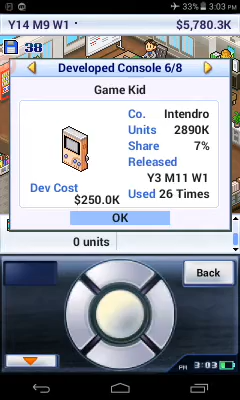 33% 3:03 PM
Y14 M9 W1 $5,780.3K
38
Developed Console 6/8
Game Kid
Co. Intendro
Units 2890K
Share 7%
Released
Y3 M11 W1
Dev Cost
$250.0K
Used 26 Times
OK
0 units
Back
PM 3:03